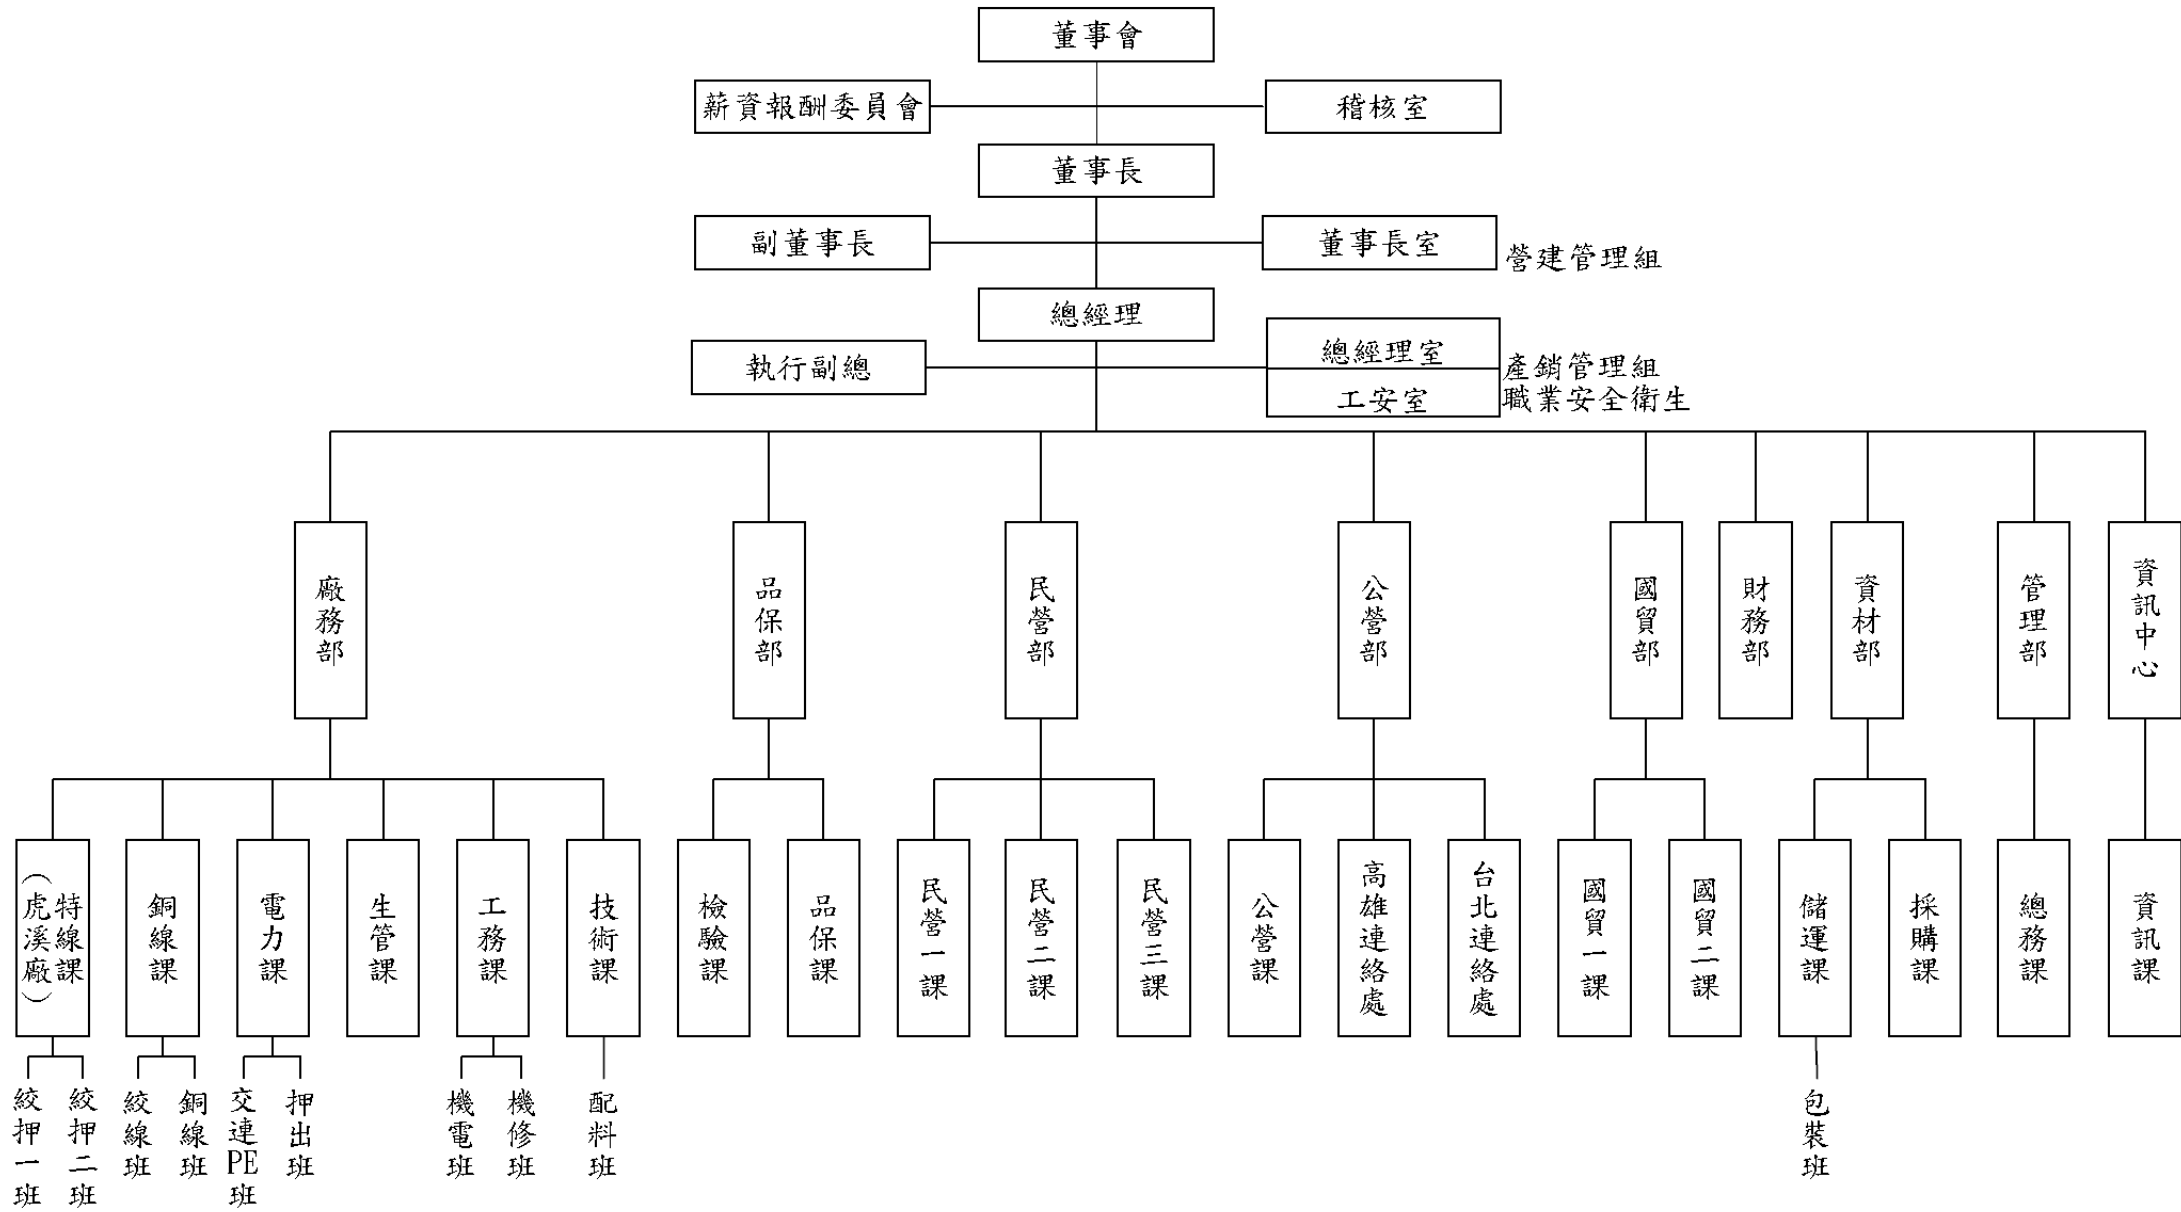 董事會
薪資報酬委員會
稽核室
董事長
副董事長
董事長室
營建管理組
總經理
執行副總
總經理室
產銷管理組
工安室
職業安全衛生
廠務部
品保部
民營部
公營部
國貿部
財務部
資材部
管理部
資訊中心
特線課
(虎溪廠)
銅線課
電力課
生管課
工務課
技術課
檢驗課
品保課
民營一課
民營二課
民營三課
公營課
高雄連絡處
台北連絡處
國貿一課
國貿二課
儲運課
採購課
總務課
資訊課
絞押一班
絞押二班
絞線班
銅線班
交連PE班
押出班
機電班
機修班
配料班
包裝班